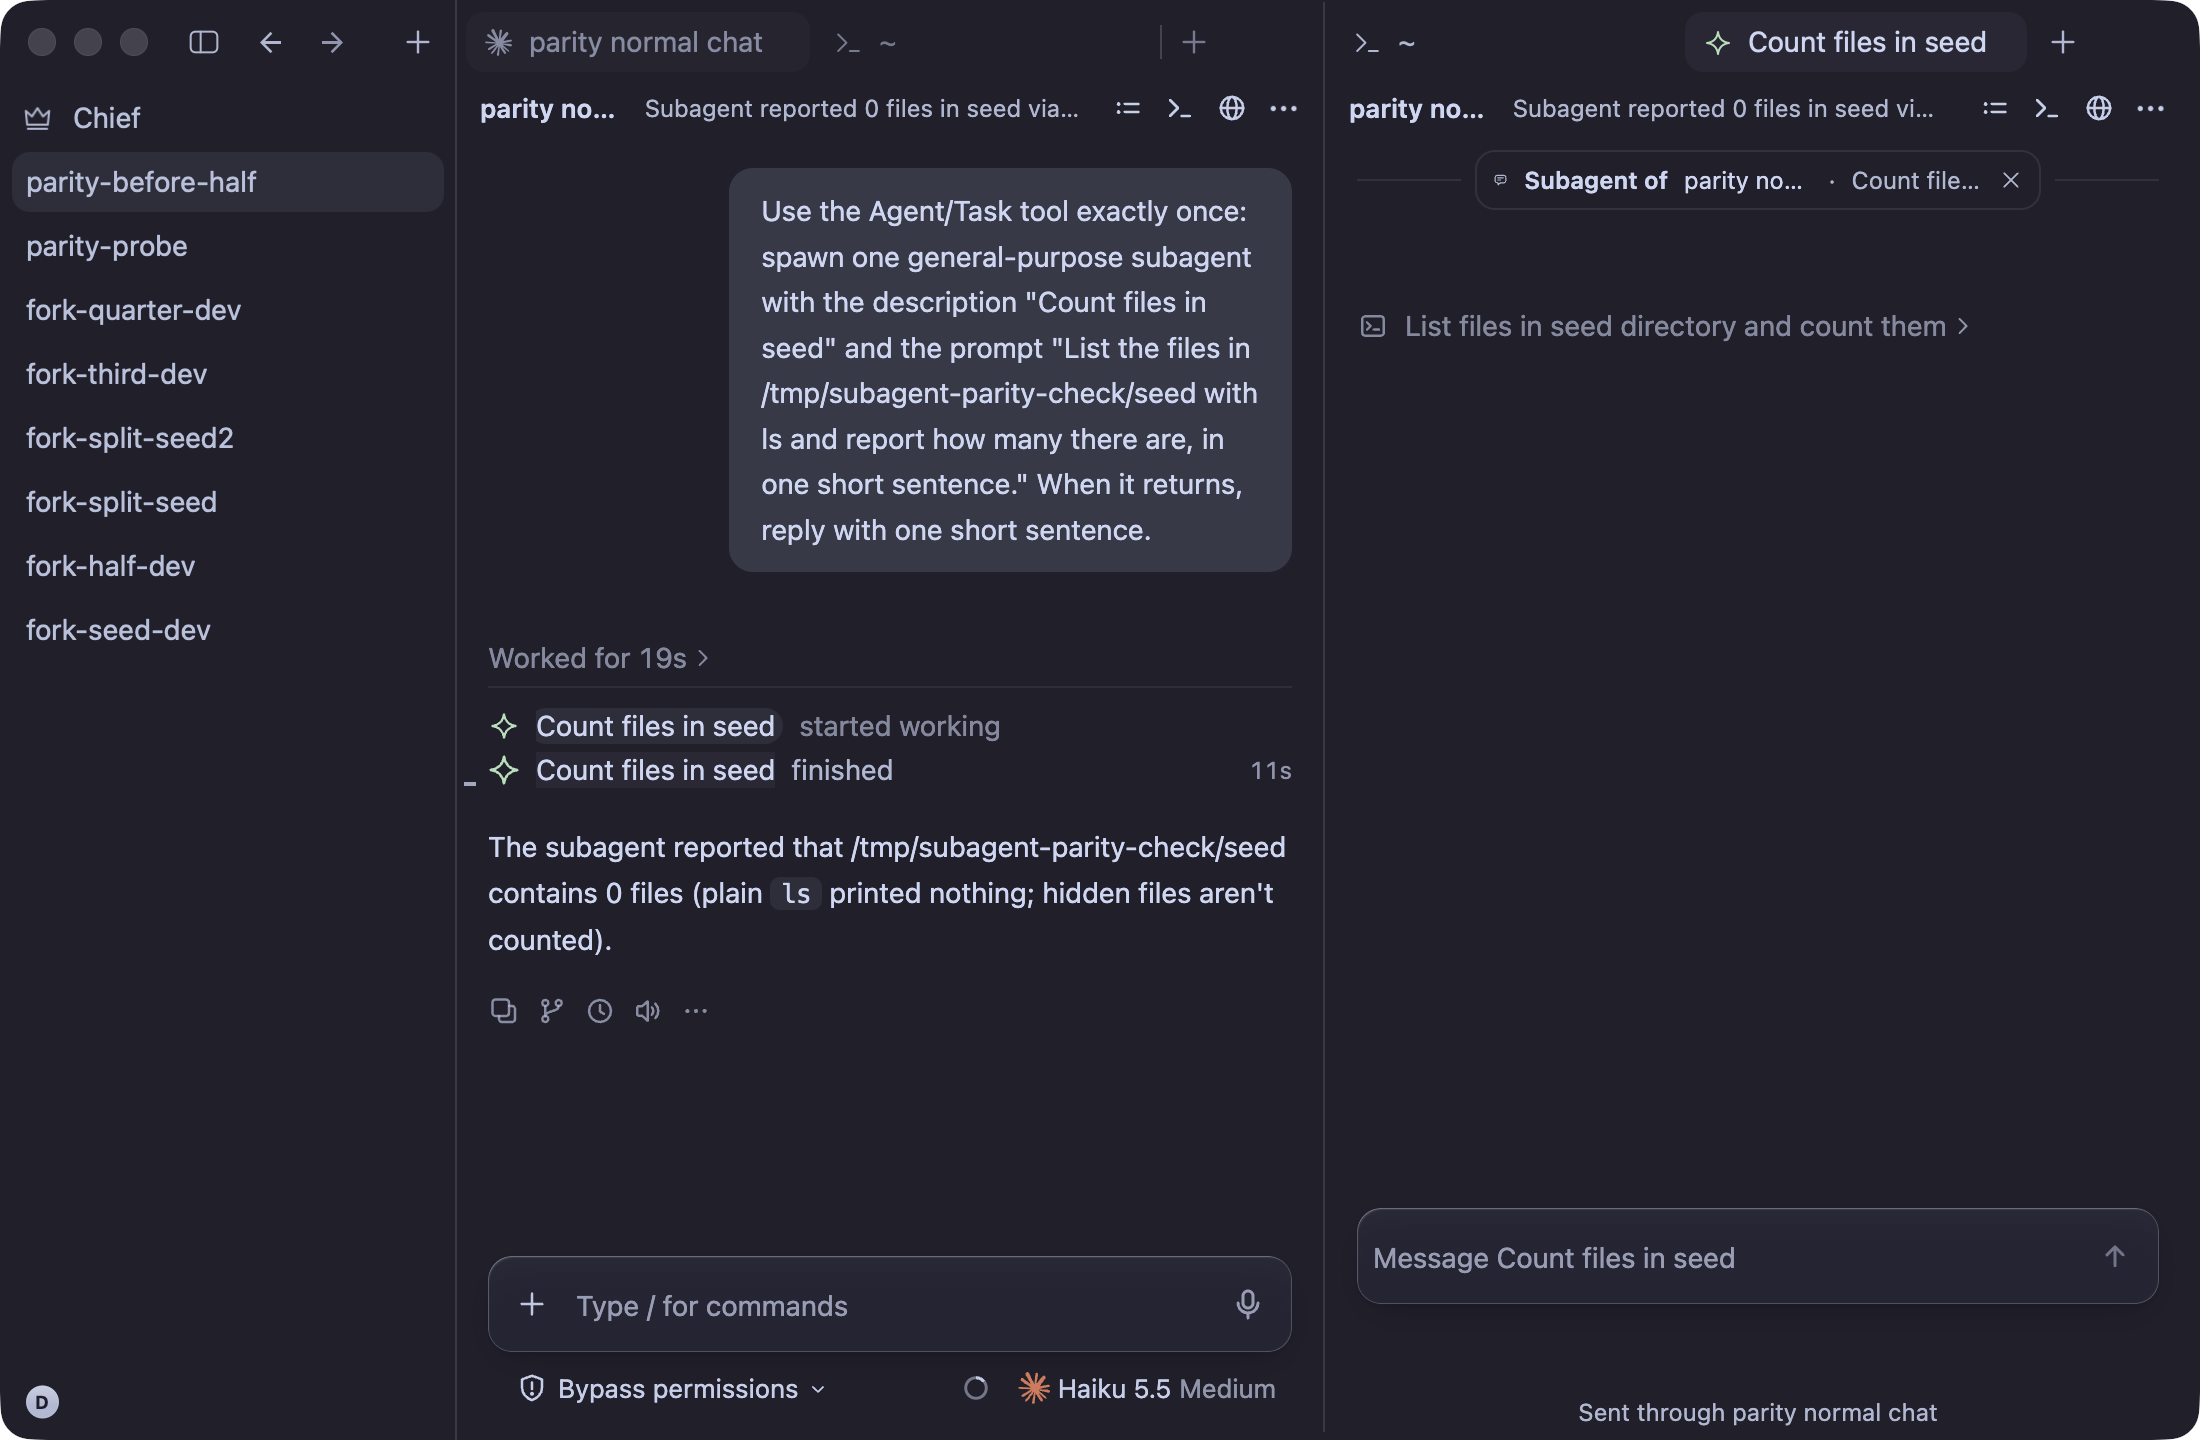 Chief
parity-before-half
parity-probe
fork-quarter-dev
fork-third-dev
fork-split-seed2
fork-split-seed
fork-half-dev
fork-seed-dev
D
parity normal chat
>_ ~
parity no...
Subagent reported 0 files in seed via...
Use the Agent/Task tool exactly once:
spawn one general-purpose subagent
with the description "Count files in
seed" and the prompt "List the files in
/tmp/subagent-parity-check/seed with
ls and report how many there are, in
one short sentence." When it returns,
reply with one short sentence.
Worked for 19s
Count files in seed started working
Count files in seed finished 11s
The subagent reported that /tmp/subagent-parity-check/seed
contains 0 files (plain ls printed nothing; hidden files aren't
counted).
Type / for commands
Bypass permissions
Haiku 5.5 Medium
>_ ~
Count files in seed
parity no...
Subagent reported 0 files in seed vi...
Subagent of parity no... · Count file...
List files in seed directory and count them
Message Count files in seed
Sent through parity normal chat